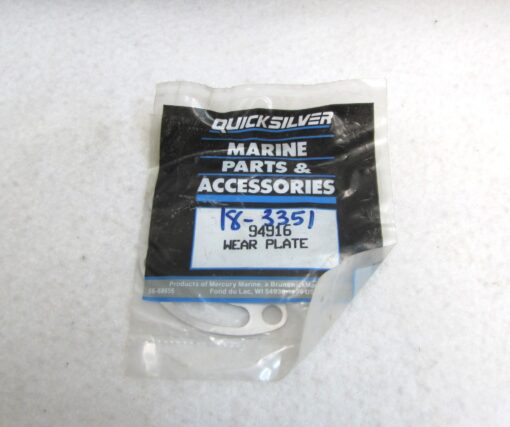 QUICKSILVER
MARINE
PARTS &
ACCESSORIES
18-3351
94916
WEAR PLATE
Products of Mercury Marine, a Brunswick
Fond du Lac, WI